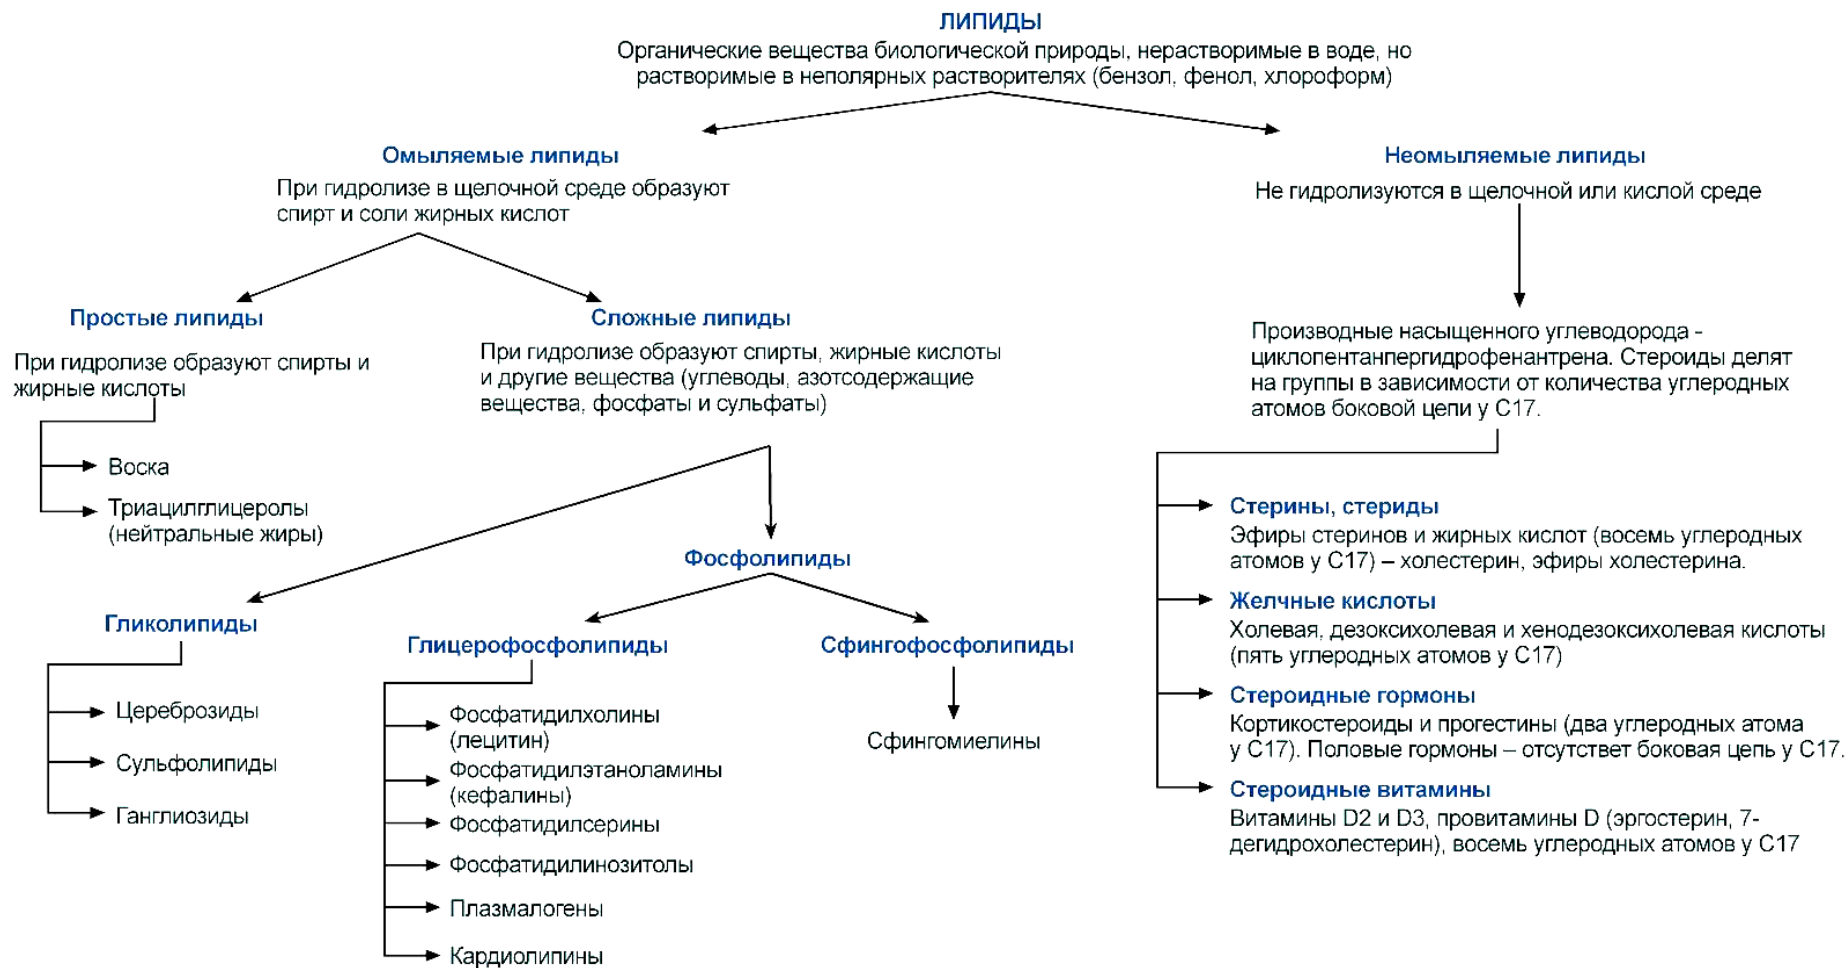 ЛИПИДЫ
Органические вещества биологической природы, нерастворимые в воде, но
растворимые в неполярных растворителях (бензол, фенол, хлороформ)
Омыляемые липиды
При гидролизе в щелочной среде образуют
спирт и соли жирных кислот
Простые липиды
При гидролизе образуют спирты и
жирные кислоты
Воска
Триацилглицеролы
(нейтральные жиры)
Сложные липиды
При гидролизе образуют спирты, жирные кислоты
и другие вещества (углеводы, азотсодержащие
вещества, фосфаты и сульфаты)
Гликолипиды
Цереброзиды
Сульфолипиды
Ганглиозиды
Фосфолипиды
Глицерофосфолипиды
Фосфатидилхолины
(лецитин)
Фосфатидилэтаноламины
(кефалины)
Фосфатидилсерины
Фосфатидилинозитолы
Плазмалогены
Кардиолипины
Сфингофосфолипиды
Сфингомиелины
Неомыляемые липиды
Не гидролизуются в щелочной или кислой среде
Производные насыщенного углеводорода -
циклопентанпергидрофенантрена. Стероиды делят
на группы в зависимости от количества углеродных
атомов боковой цепи у С17.
Стерины, стериды
Эфиры стеринов и жирных кислот (восемь углеродных
атомов у С17) – холестерин, эфиры холестерина.
Желчные кислоты
Холевая, дезоксихолевая и хенодезоксихолевая кислоты
(пять углеродных атомов у С17)
Стероидные гормоны
Кортикостероиды и прогестины (два углеродных атома
у С17). Половые гормоны – отсутствет боковая цепь у С17.
Стероидные витамины
Витамины D2 и D3, провитамины D (эргостерин, 7-
дегидрохолестерин), восемь углеродных атомов у С17